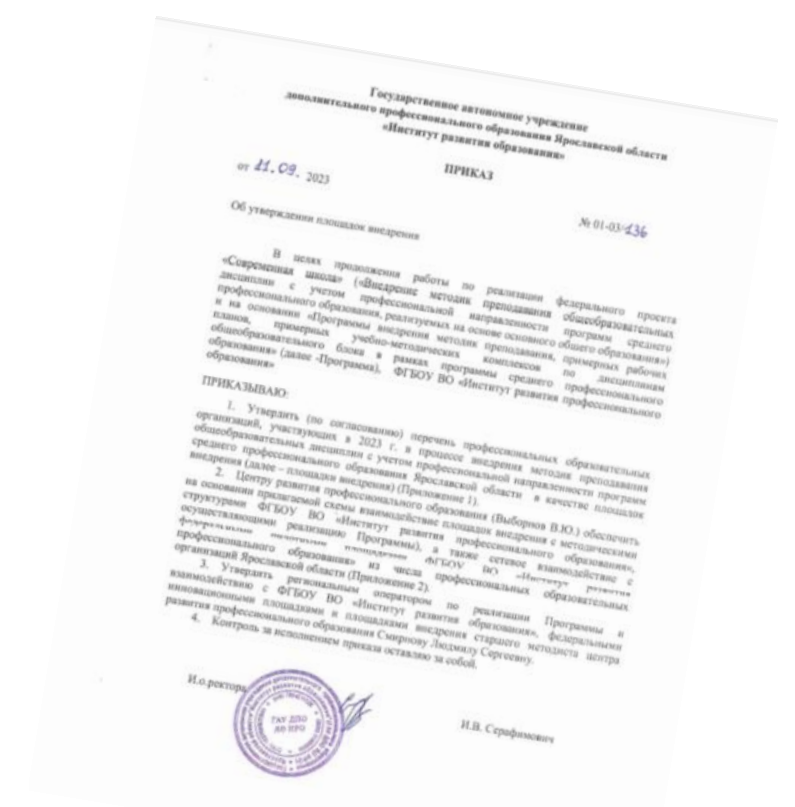 Государственное автономное учреждение
дополнительного профессионального образования Ярославской области
«Институт развития образования»
ПРИКАЗ
от 11.09. 2023
№ 01-03/136
Об утверждении площадок внедрения
В целях продолжения работы по реализации федерального проекта
«Современная школа» («Внедрение методик преподавания общеобразовательных
дисциплин с учетом профессиональной направленности программ среднего
профессионального образования, реализуемых на основе основного общего образования»)
и на основании «Программы внедрения методик преподавания, примерных рабочих
планов, примерных учебно-методических комплексов по дисциплинам
общеобразовательного блока в рамках программы среднего профессионального
образования» (далее -Программа), ФГБОУ ВО «Институт развития профессионального
образования»
ПРИКАЗЫВАЮ:
1. Утвердить (по согласованию) перечень профессиональных образовательных
организаций, участвующих в 2023 г. в процессе внедрения методик преподавания
общеобразовательных дисциплин с учетом профессиональной направленности программ
среднего профессионального образования Ярославской области в качестве площадок
внедрения (далее – площадки внедрения) (Приложение 1).
2. Центру развития профессионального образования (Выборнов В.Ю.) обеспечить
на основании прилагаемой схемы взаимодействие площадок внедрения с методическими
структурами ФГБОУ ВО «Институт развития профессионального образования»,
осуществляющими реализацию Программы), а также сетевое взаимодействие с
федеральными площадками ФГБОУ ВО «Институт развития
профессионального образования» из числа профессиональных образовательных
организаций Ярославской области (Приложение 2).
3. Утвердить региональным оператором по реализации Программы и
взаимодействию с ФГБОУ ВО «Институт развития образования», федеральными
инновационными площадками и площадками внедрения старшего методиста центра
развития профессионального образования Смирнову Людмилу Сергеевну.
4. Контроль за исполнением приказа оставляю за собой.
И.о.ректора
И.В. Серафимович
ГАУ ДПО
ЯО ИРО